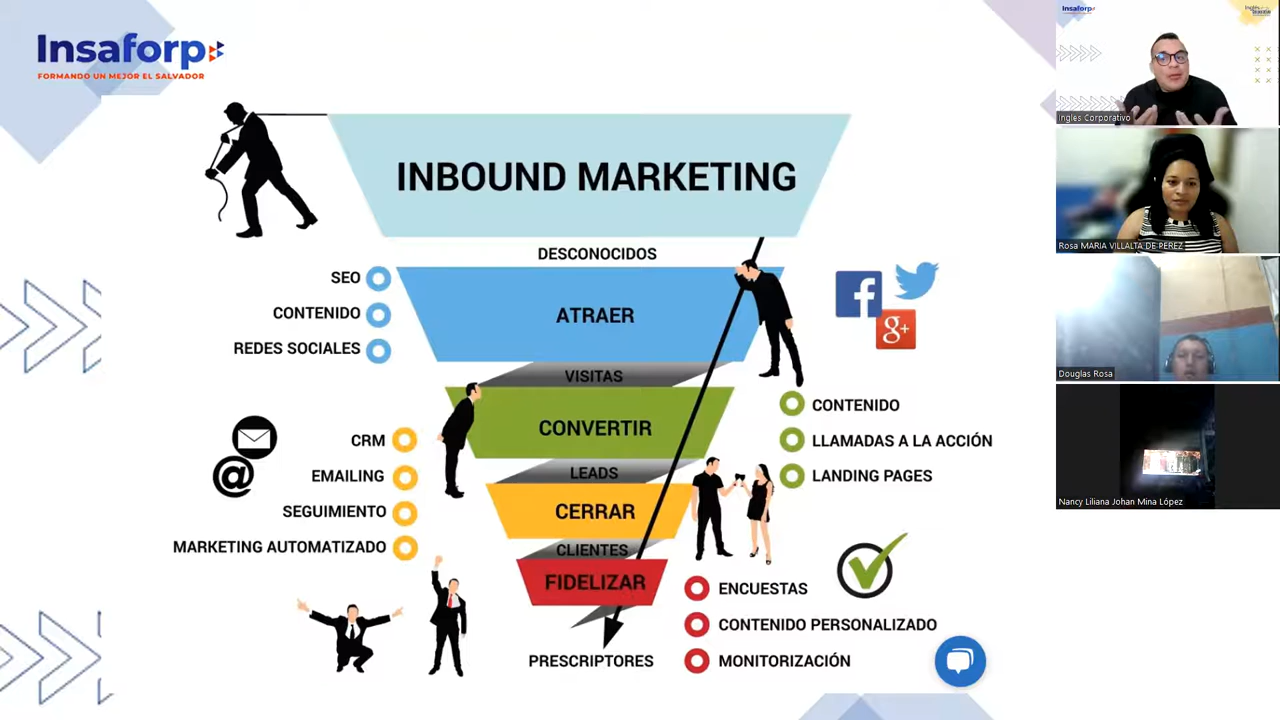 Insaforp
FORMANDO UN MEJOR EL SALVADOR
INBOUND MARKETING
DESCONOCIDOS
SEO
CONTENIDO
REDES SOCIALES
ATRAER
f
g+
VISITAS
CONVERTIR
CONTENIDO
LLAMADAS A LA ACCIÓN
LANDING PAGES
LEADS
@
CRM
EMAILING
SEGUIMIENTO
MARKETING AUTOMATIZADO
CERRAR
CLIENTES
FIDELIZAR
ENCUESTAS
CONTENIDO PERSONALIZADO
MONITORIZACIÓN
PRESCRIPTORES
Insaforp
Ingles Corporativo
Rosa MARIA VILLALTA DE PEREZ
Douglas Rosa
Nancy Liliana Johan Mina López